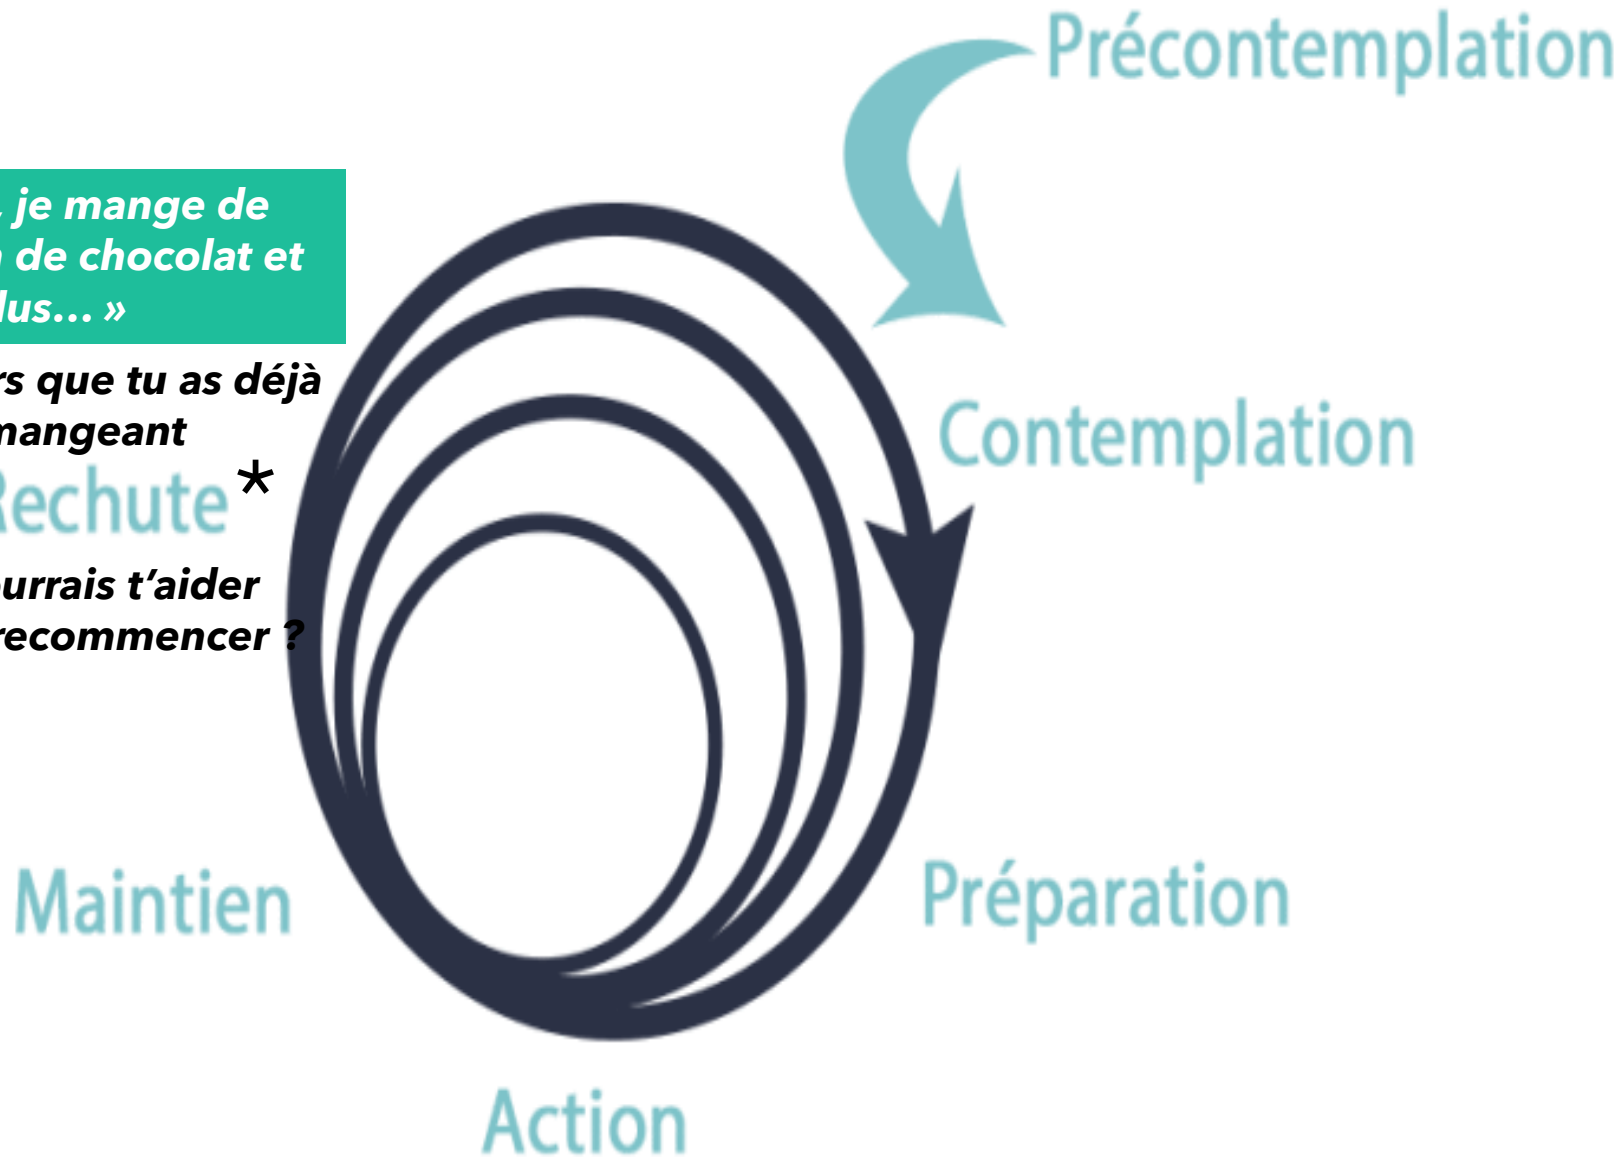 Précontemplation
, je mange de
de chocolat et
lus… »
rs que tu as déjà
mangeant
Contemplation
Rechute *
urrais t’aider
recommencer ?
Maintien
Préparation
Action